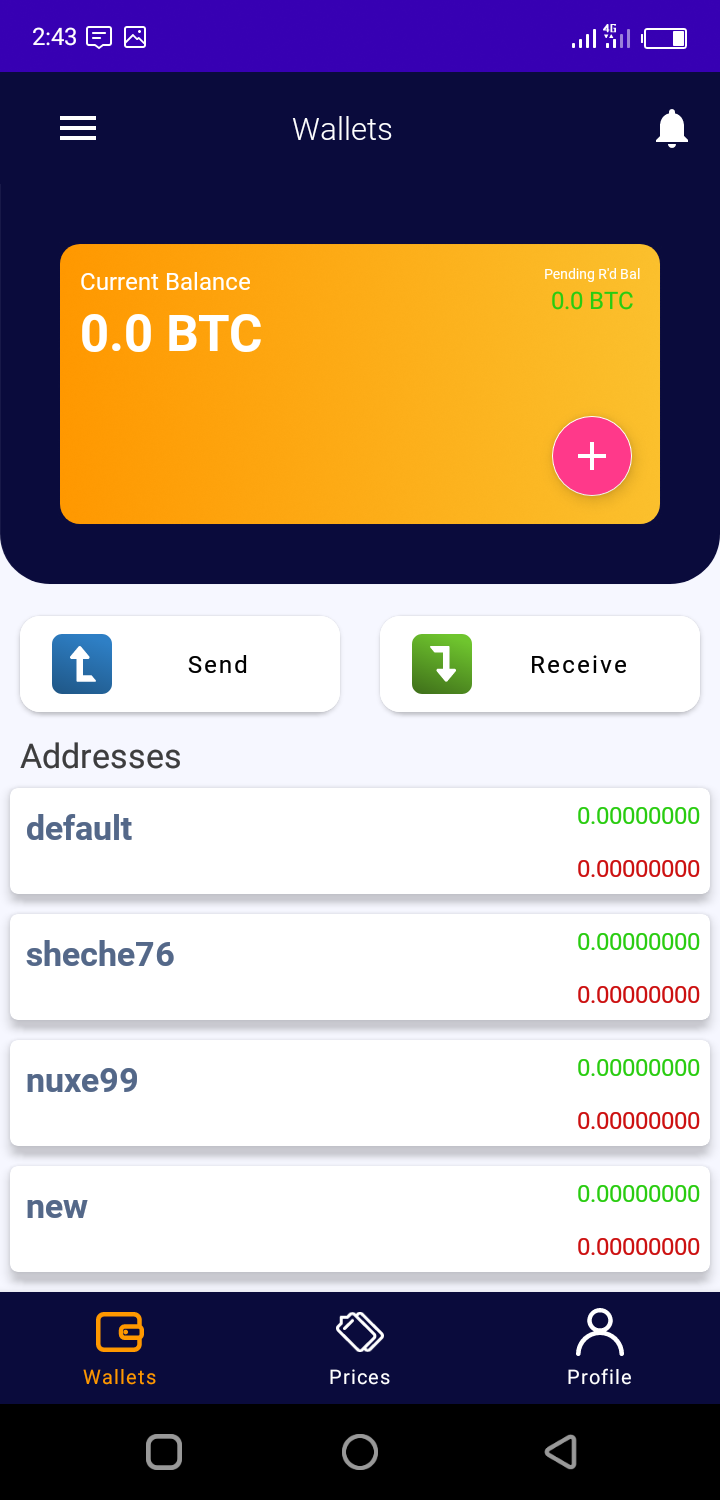 2:43
4G
Wallets
Current Balance
Pending R'd Bal
0.0 BTC
0.0 BTC
Send
Receive
Addresses
default
0.00000000
0.00000000
sheche76
0.00000000
0.00000000
nuxe99
0.00000000
0.00000000
new
0.00000000
0.00000000
Wallets
Prices
Profile